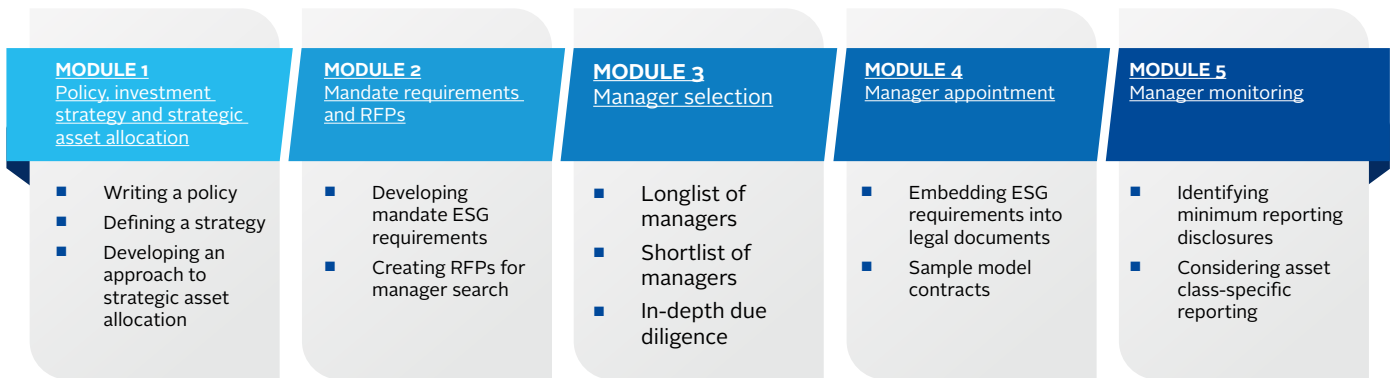 MODULE 1
Policy, investment
strategy and strategic
asset allocation
■ Writing a policy
■ Defining a strategy
■ Developing an
approach to
strategic asset
allocation
MODULE 2
Mandate requirements
and RFPs
■ Developing
mandate ESG
requirements
■ Creating RFPs for
manager search
MODULE 3
Manager selection
■ Longlist of
managers
■ Shortlist of
managers
■ In-depth due
diligence
MODULE 4
Manager appointment
■ Embedding ESG
requirements into
legal documents
■ Sample model
contracts
MODULE 5
Manager monitoring
■ Identifying
minimum reporting
disclosures
■ Considering asset
class-specific
reporting